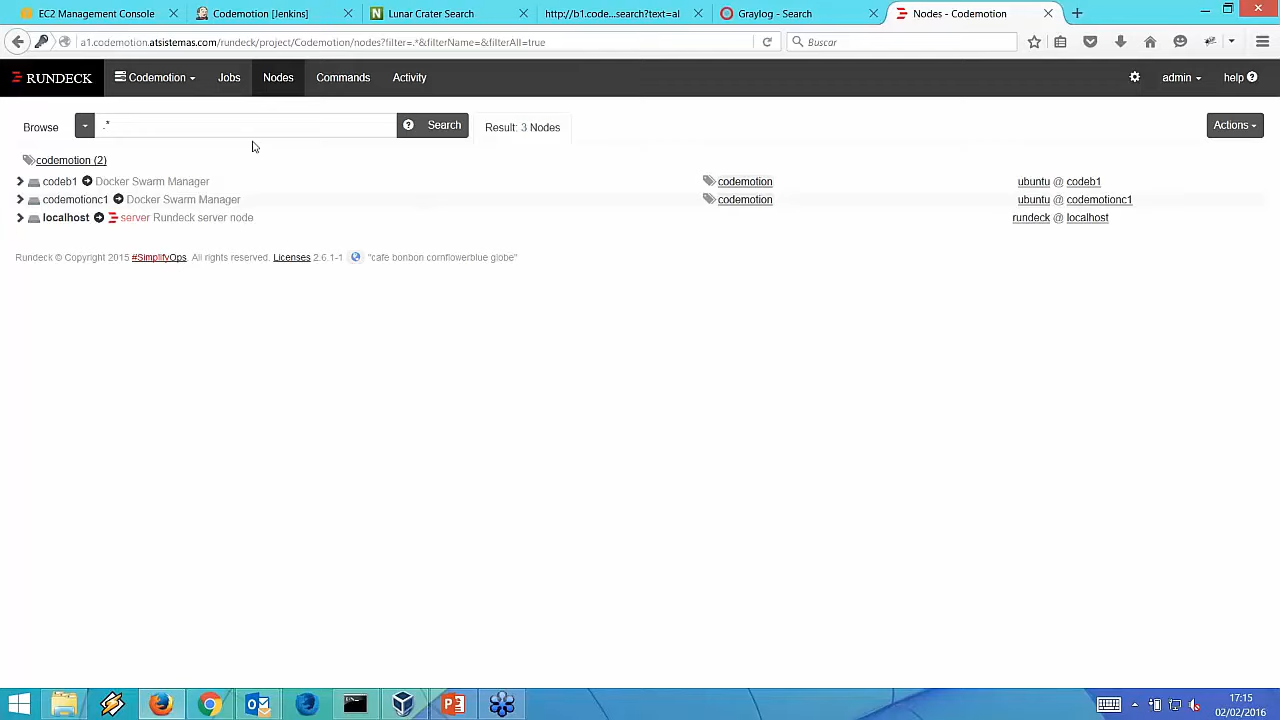 EC2 Management Console
Codemotion [Jenkins]
Lunar Crater Search
http://b1.code...search?text=al
Graylog - Search
Nodes - Codemotion
a1.codemotion.atsistemas.com/rundeck/project/Codemotion/nodes?filter=.*&filterName=&filterAll=true
Buscar
RUNDECK Codemotion Jobs Nodes Commands Activity admin help
Browse .* Search Result: 3 Nodes Actions
codemotion (2)
codeb1 Docker Swarm Manager codemotion ubuntu @ codeb1
codemotionc1 Docker Swarm Manager codemotion ubuntu @ codemotionc1
localhost server Rundeck server node rundeck @ localhost
Rundeck © Copyright 2015 #SimplifyOps. All rights reserved. Licenses 2.6.1-1 "cafe bonbon cornflowerblue globe"
17:15
02/02/2016